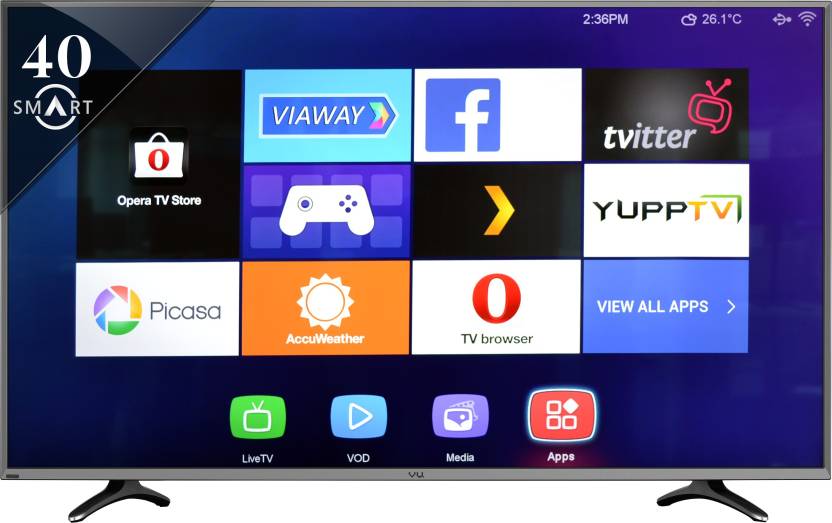 2:36PM
26.1°C
40
SMART
Opera TV Store
VIAWAY
tvitter
YUPPTV
Picasa
AccuWeather
TV browser
VIEW ALL APPS
LiveTV
VOD
Media
Apps
VU